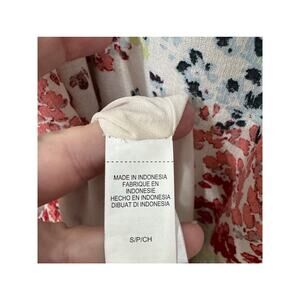 MADE IN INDONESIA
FABRIQUE EN
INDONESIE
HECHO EN INDONESIA
DIBUAT DI INDONESIA
S/P/CH